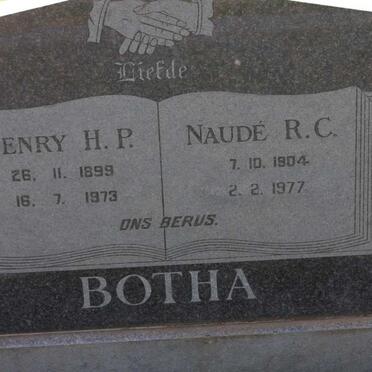 Liefde
ENRY H.P.
26. 11. 1899
16. 7. 1973
NAUDÉ R.C.
7. 10. 1904
2. 2. 1977
ONS BERUS.
BOTHA